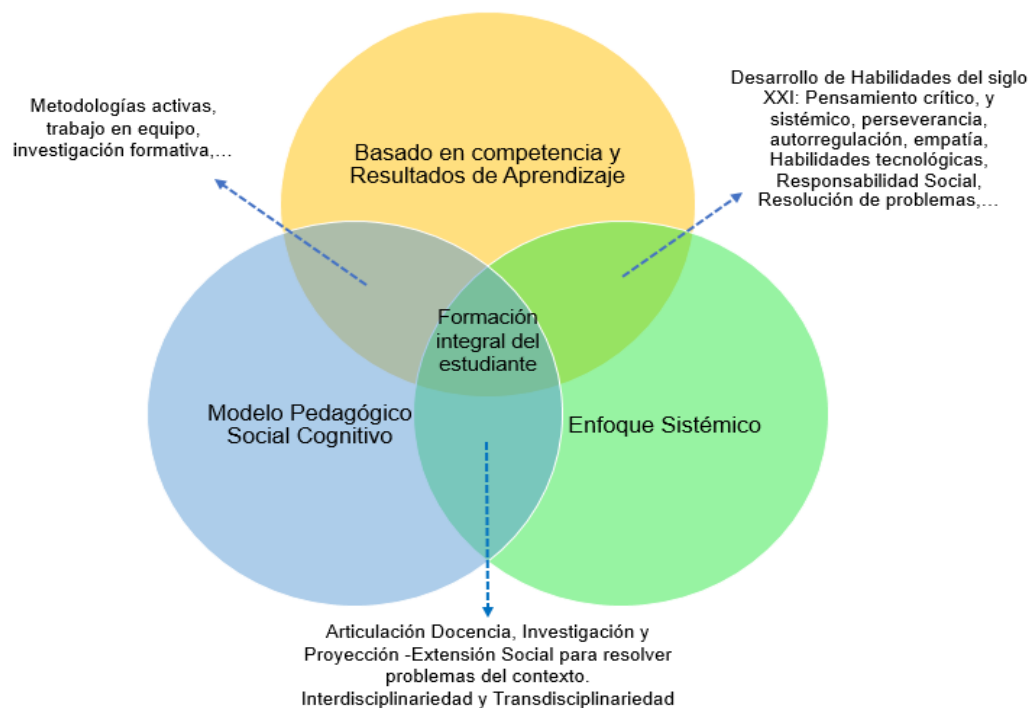 Metodologías activas,
trabajo en equipo,
investigación formativa,...
Desarrollo de Habilidades del siglo
XXI: Pensamiento crítico, y
sistémico, perseverancia,
autorregulación, empatía,
Habilidades tecnológicas,
Responsabilidad Social,
Resolución de problemas,...
Basado en competencia y
Resultados de Aprendizaje
Formación
integral del
estudiante
Modelo Pedagógico
Social Cognitivo
Enfoque Sistémico
Articulación Docencia, Investigación y
Proyección -Extensión Social para resolver
problemas del contexto.
Interdisciplinariedad y Transdisciplinariedad